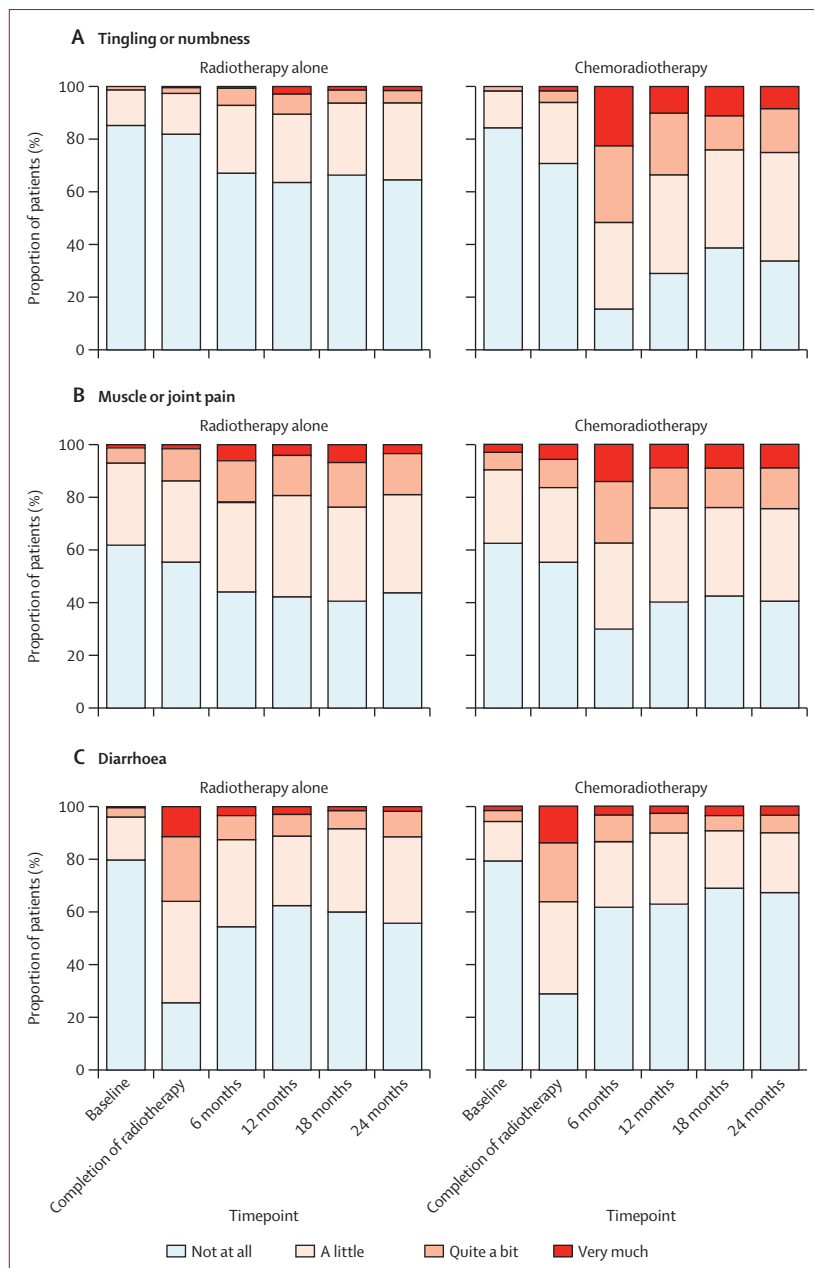 A Tingling or numbness
Radiotherapy alone
Chemoradiotherapy
Proportion of patients (%)
100
80
60
40
20
0
B Muscle or joint pain
Radiotherapy alone
Chemoradiotherapy
Proportion of patients (%)
100
80
60
40
20
0
C Diarrhoea
Radiotherapy alone
Chemoradiotherapy
Proportion of patients (%)
100
80
60
40
20
0
Baseline
Completion of radiotherapy
6 months
12 months
18 months
24 months
Baseline
Completion of radiotherapy
6 months
12 months
18 months
24 months
Timepoint
Timepoint
Not at all
A little
Quite a bit
Very much